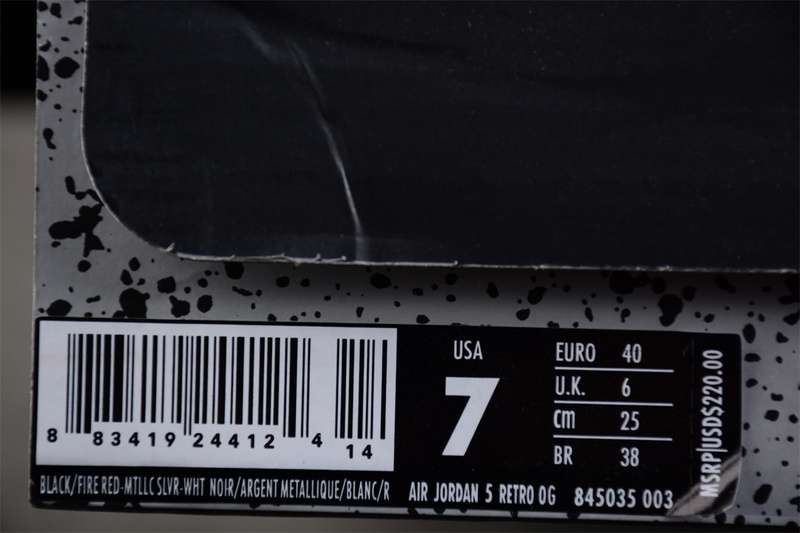 8 83419 24412 4 14
USA
7
EURO 40
U.K. 6
cm 25
BR 38
MSRP|USD$220.00
BLACK/FIRE RED-MTLLC SLVR-WHT NOIR/ARGENT METALLIQUE/BLANC/R
AIR JORDAN 5 RETRO OG 845035 003